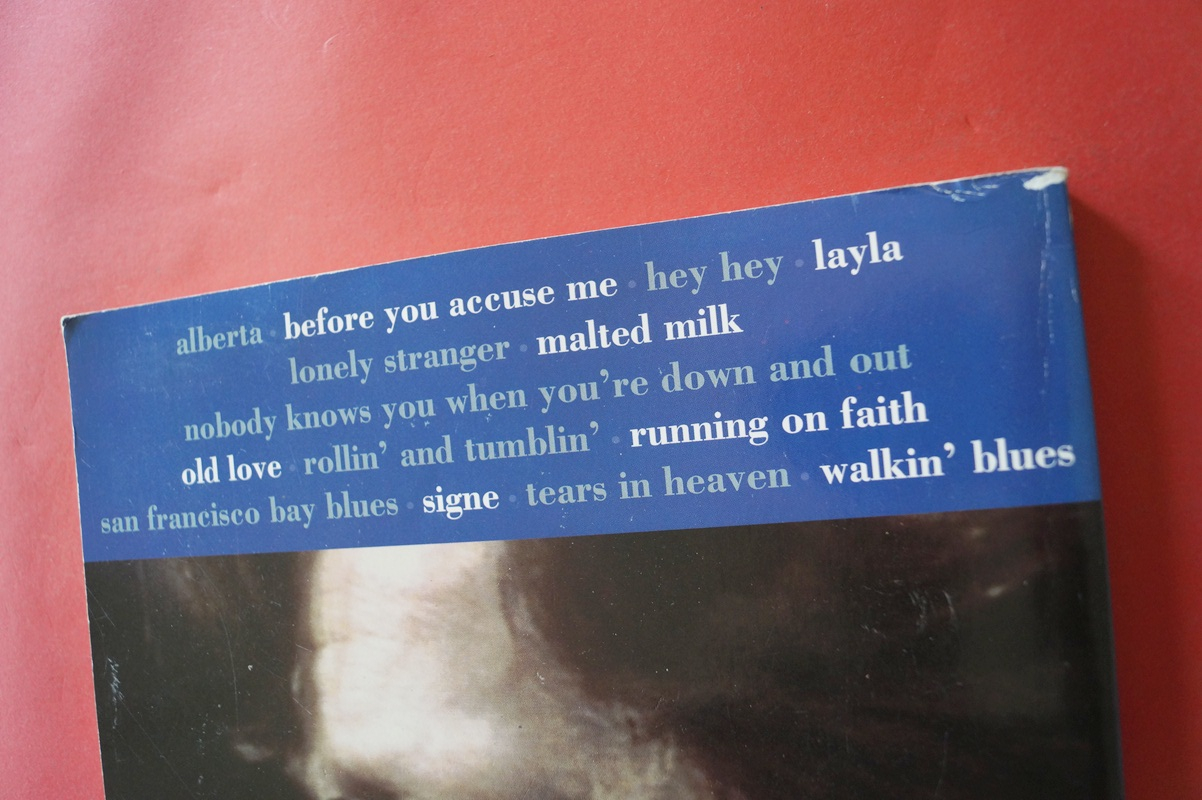 alberta • before you accuse me • hey hey • layla
lonely stranger • malted milk
nobody knows you when you're down and out
old love • rollin' and tumblin' • running on faith
san francisco bay blues • signe • tears in heaven • walkin' blues